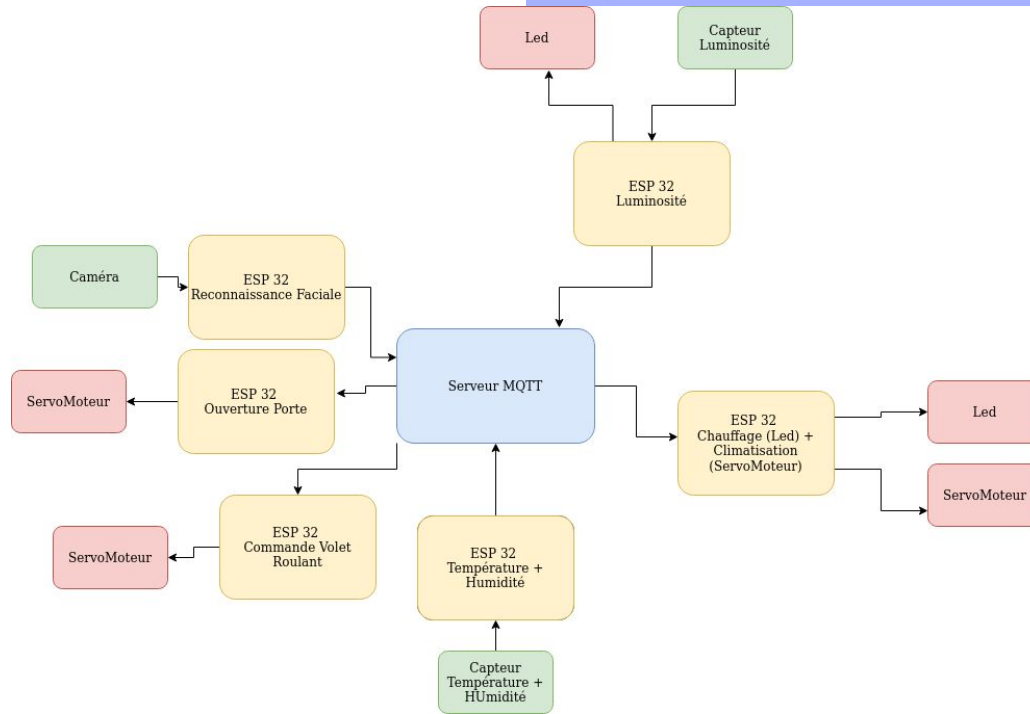 Led
Capteur
Luminosité
ESP 32
Luminosité
Caméra
ESP 32
Reconnaissance Faciale
Serveur MQTT
ServoMoteur
ESP 32
Ouverture Porte
ESP 32
Chauffage (Led) +
Climatisation
(ServoMoteur)
Led
ServoMoteur
ServoMoteur
ESP 32
Commande Volet
Roulant
ESP 32
Température +
Humidité
Capteur
Température +
HUmidité